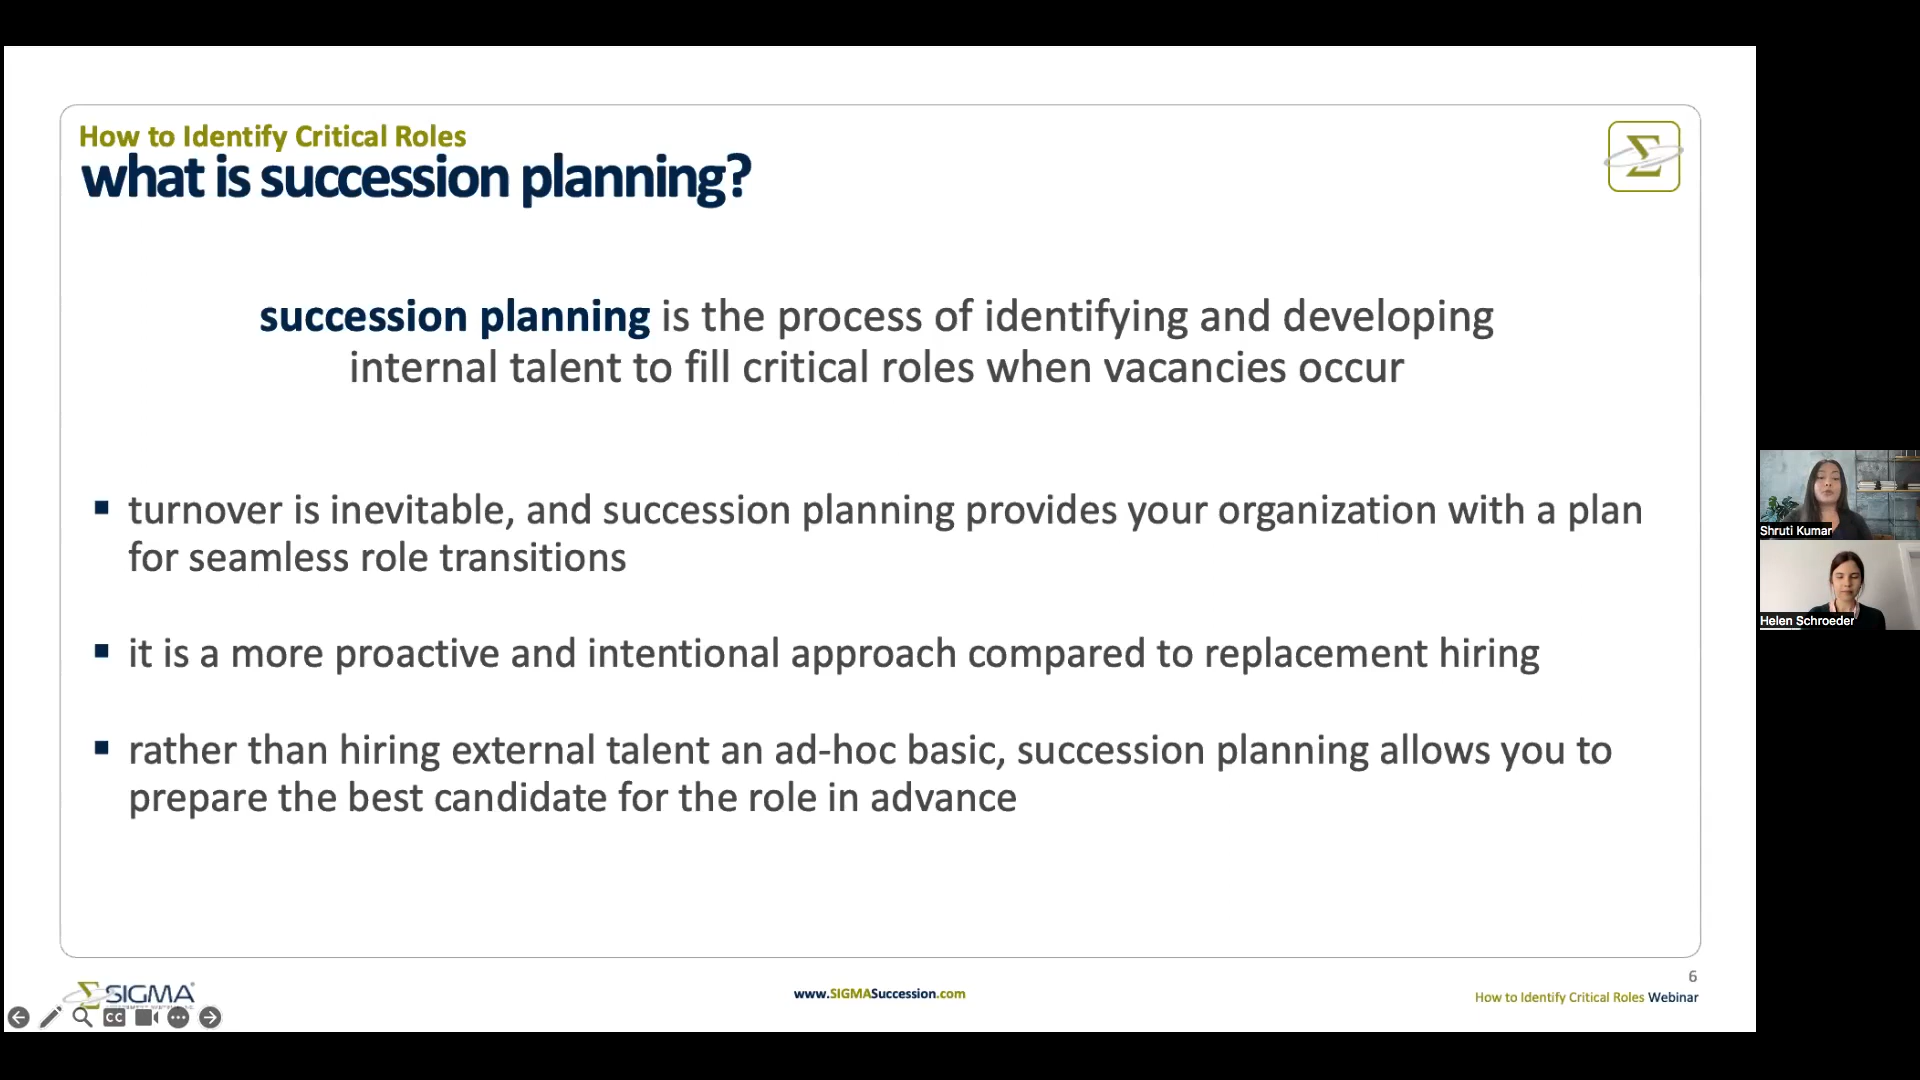 How to Identify Critical Roles
what is succession planning?
succession planning is the process of identifying and developing
internal talent to fill critical roles when vacancies occur
turnover is inevitable, and succession planning provides your organization with a plan
for seamless role transitions
it is a more proactive and intentional approach compared to replacement hiring
rather than hiring external talent an ad-hoc basic, succession planning allows you to
prepare the best candidate for the role in advance
Shruti Kumar
Helen Schroeder
SIGMA
www.SIGMASuccession.com
6
How to Identify Critical Roles Webinar
CC